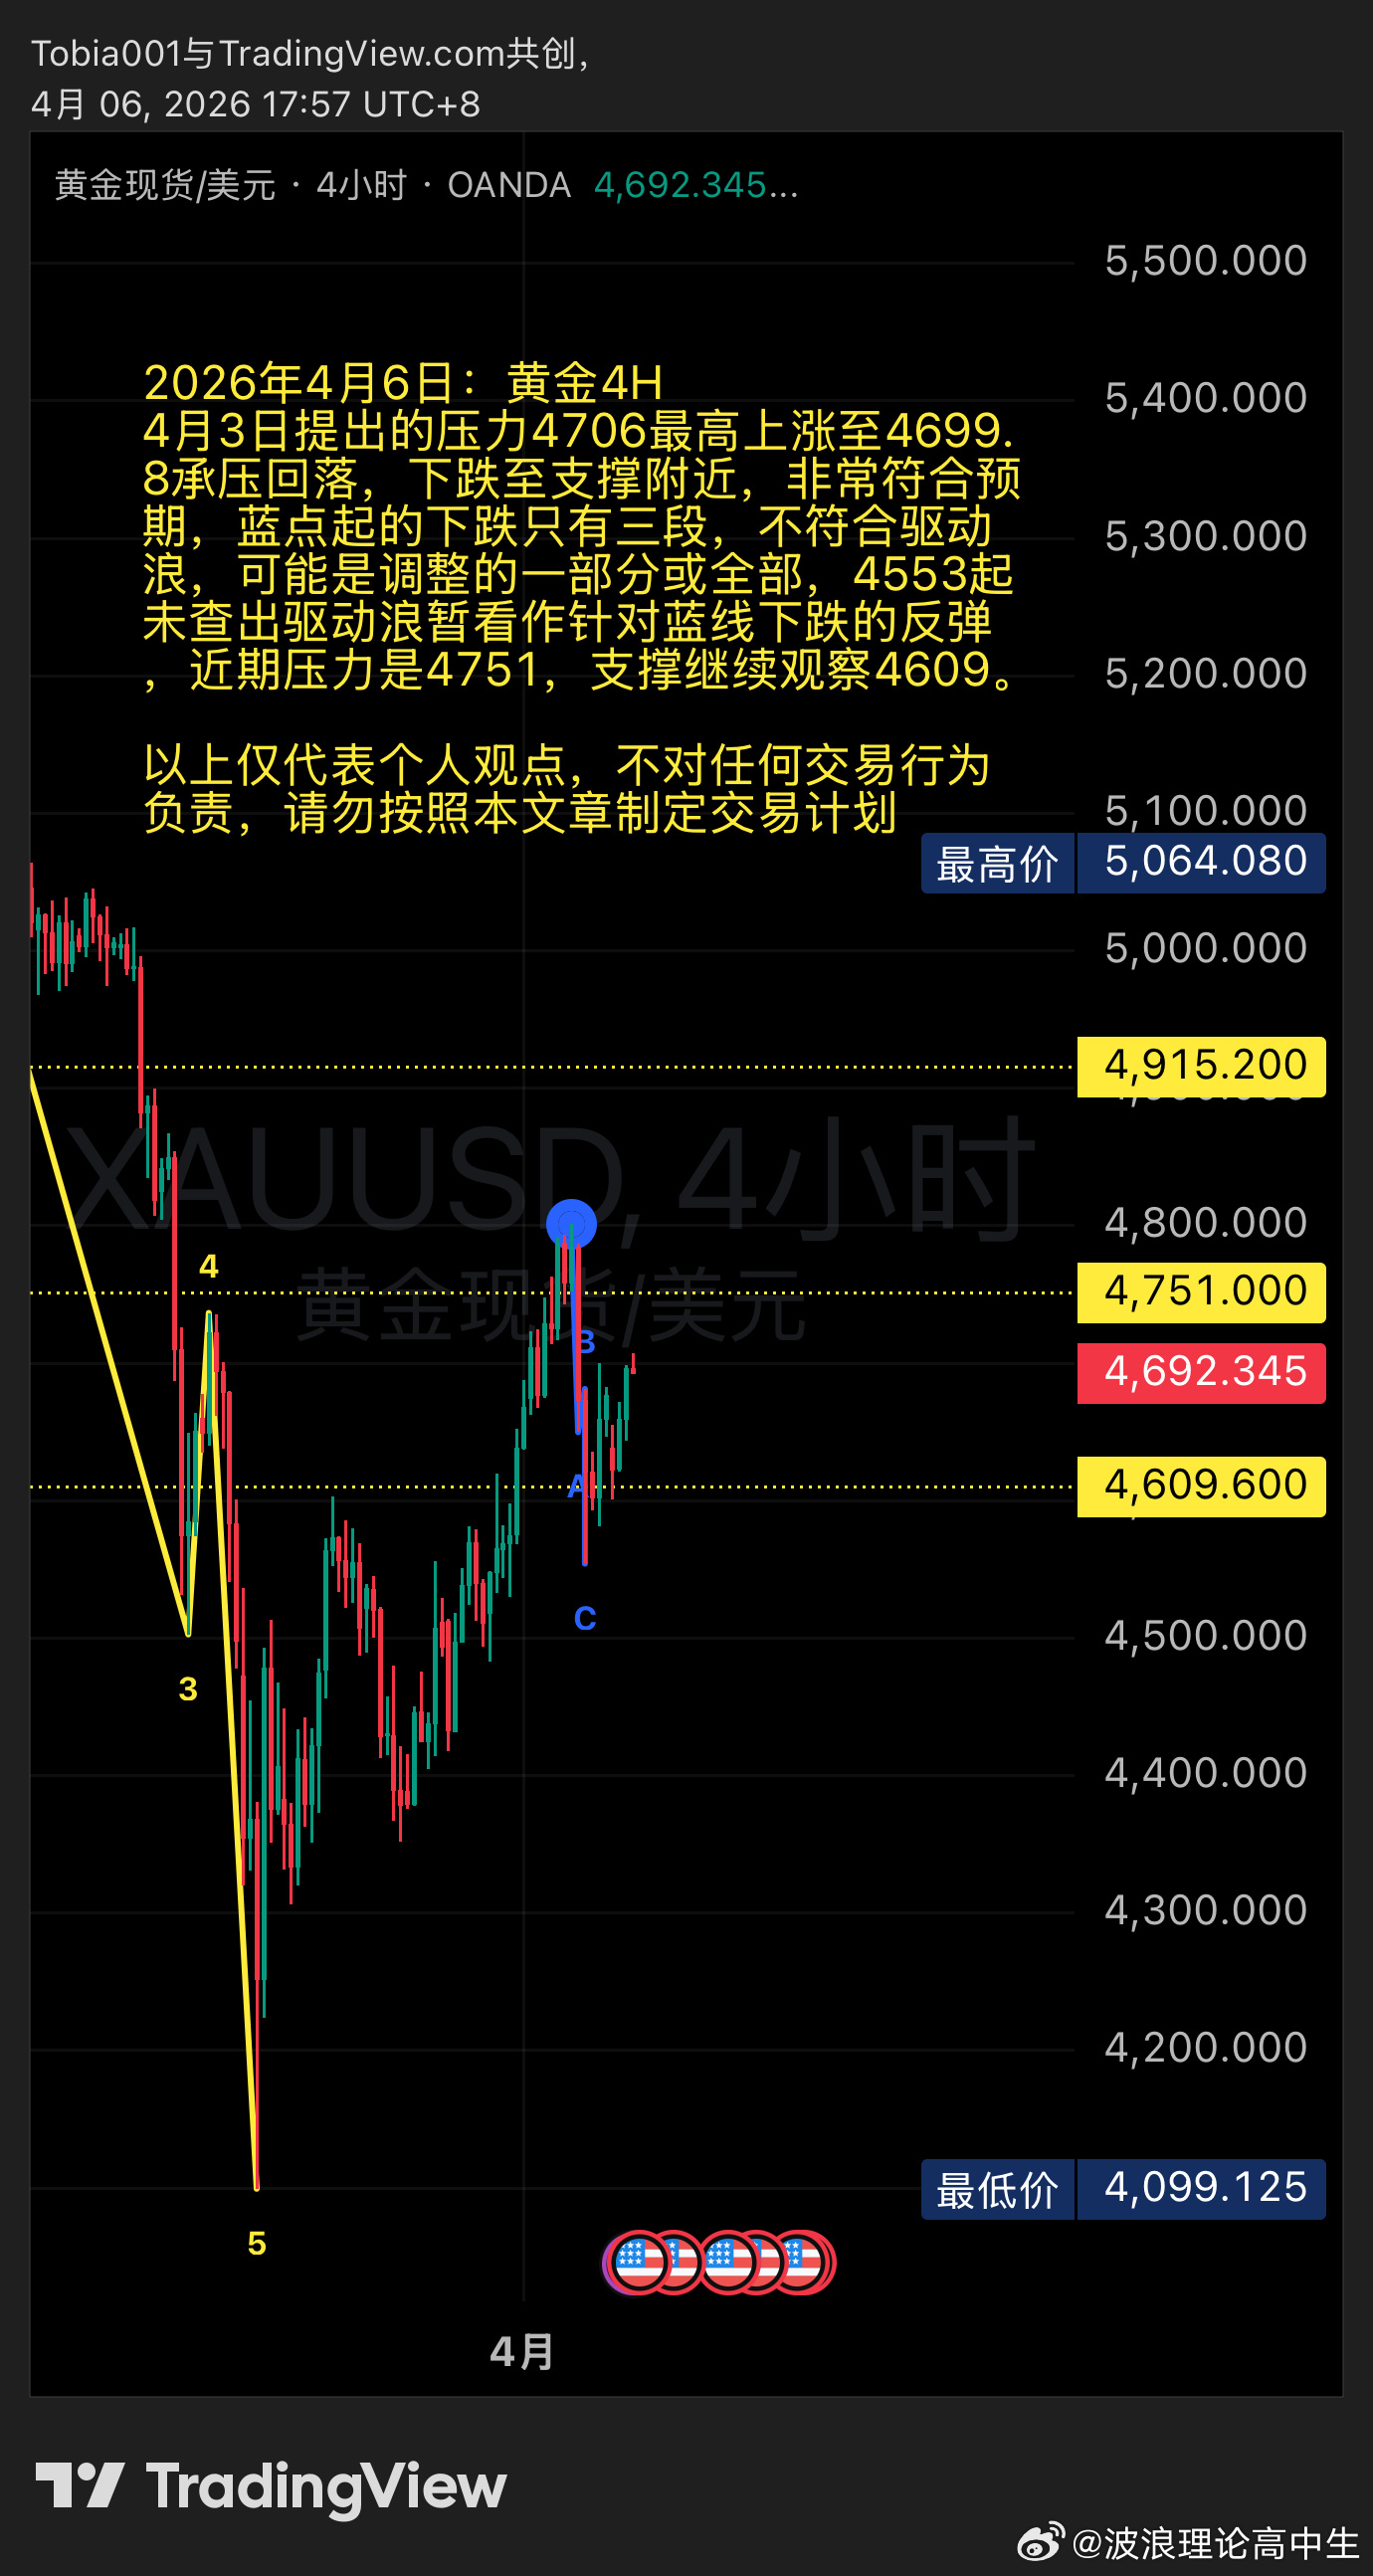 Tobia001与TradingView.com共创，
4月 06, 2026 17:57 UTC+8
黄金现货/美元 · 4小时 · OANDA 4,692.345...
5,500.000
2026年4月6日：黄金4H
4月3日提出的压力4706最高上涨至4699.
8承压回落，下跌至支撑附近，非常符合预
期，蓝点起的下跌只有三段，不符合驱动
浪，可能是调整的一部分或全部，4553起
未查出驱动浪暂看作针对蓝线下跌的反弹
，近期压力是4751，支撑继续观察4609。
以上仅代表个人观点，不对任何交易行为
负责，请勿按照本文章制定交易计划
5,400.000
5,300.000
5,200.000
5,100.000
最高价 5,064.080
5,000.000
4,915.200
XAUUSD, 4小时
黄金现货/美元
4,800.000
4,751.000
4,692.345
4,609.600
4
B
A
C
3
5
4,500.000
4,400.000
4,300.000
4,200.000
最低价 4,099.125
4月
TradingView
@波浪理论高中生